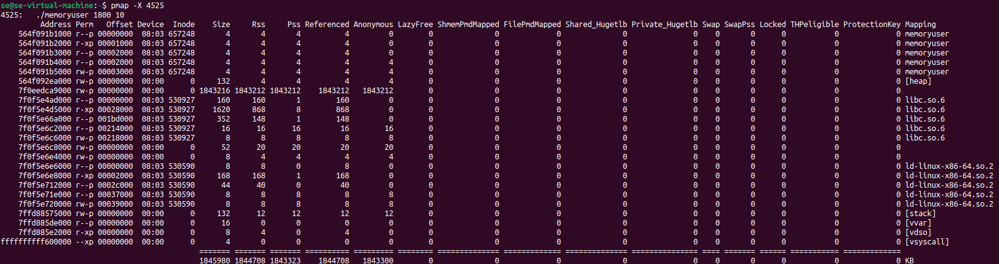 se@se-virtual-machine:~$ pmap -X 4525
4525:   ./memoryuser 1800 10
         Address Perm   Offset Device  Inode    Size     Rss     Pss Referenced Anonymous LazyFree ShmemPmdMapped FilePmdMapped Shared_Hugetlb Private_Hugetlb Swap SwapPss Locked THPeligible ProtectionKey Mapping
    564f091b1000 r--p 00000000  08:03 657248       4       4       4          4         0        0              0             0              0               0    0       0      0           0             0 memoryuser
    564f091b2000 r-xp 00001000  08:03 657248       4       4       4          4         0        0              0             0              0               0    0       0      0           0             0 memoryuser
    564f091b3000 r--p 00002000  08:03 657248       4       4       4          4         0        0              0             0              0               0    0       0      0           0             0 memoryuser
    564f091b4000 r--p 00002000  08:03 657248       4       4       4          4         4        0              0             0              0               0    0       0      0           0             0 memoryuser
    564f091b5000 rw-p 00003000  08:03 657248       4       4       4          4         4        0              0             0              0               0    0       0      0           0             0 memoryuser
    564f092ea000 rw-p 00000000  00:00      0     132       4       4          4         4        0              0             0              0               0    0       0      0           0             0 [heap]
    7f0eedca9000 rw-p 00000000  00:00      0 1843216 1843212 1843212    1843212   1843212        0              0             0              0               0    0       0      0           0             0
    7f0f5e4ad000 r--p 00000000  08:03 530927     160     160       1        160         0        0              0             0              0               0    0       0      0           0             0 libc.so.6
    7f0f5e4d5000 r-xp 00028000  08:03 530927    1620     868       8        868         0        0              0             0              0               0    0       0      0           0             0 libc.so.6
    7f0f5e66a000 r--p 001bd000  08:03 530927     352     148       1        148         0        0              0             0              0               0    0       0      0           0             0 libc.so.6
    7f0f5e6c2000 r--p 00214000  08:03 530927      16      16      16         16        16        0              0             0              0               0    0       0      0           0             0 libc.so.6
    7f0f5e6c6000 rw-p 00218000  08:03 530927       8       8       8          8         8        0              0             0              0               0    0       0      0           0             0 libc.so.6
    7f0f5e6c8000 rw-p 00000000  00:00      0      52      20      20         20        20        0              0             0              0               0    0       0      0           0             0
    7f0f5e6e4000 rw-p 00000000  00:00      0       8       4       4          4         4        0              0             0              0               0    0       0      0           0             0
    7f0f5e6e6000 r--p 00000000  08:03 530590       8       8       0          8         0        0              0             0              0               0    0       0      0           0             0 ld-linux-x86-64.so.2
    7f0f5e6e8000 r-xp 00002000  08:03 530590     168     168       1        168         0        0              0             0              0               0    0       0      0           0             0 ld-linux-x86-64.so.2
    7f0f5e712000 r--p 0002c000  08:03 530590      44      40       0         40         0        0              0             0              0               0    0       0      0           0             0 ld-linux-x86-64.so.2
    7f0f5e71e000 r--p 00037000  08:03 530590       8       8       8          8         8        0              0             0              0               0    0       0      0           0             0 ld-linux-x86-64.so.2
    7f0f5e720000 rw-p 00039000  08:03 530590       8       8       8          8         8        0              0             0              0               0    0       0      0           0             0 ld-linux-x86-64.so.2
    7ffd88575000 rw-p 00000000  00:00      0     132      12      12         12        12        0              0             0              0               0    0       0      0           0             0 [stack]
    7ffd885de000 r--p 00000000  00:00      0      16       0       0          0         0        0              0             0              0               0    0       0      0           0             0 [vvar]
    7ffd885e2000 r-xp 00000000  00:00      0       8       4       0          4         0        0              0             0              0               0    0       0      0           0             0 [vdso]
ffffffffff600000 --xp 00000000  00:00      0       4       0       0          0         0        0              0             0              0               0    0       0      0           0             0 [vsyscall]
                                             ======= ======= ======= ========== ========= ======== ============== ============= ============== =============== ==== ======= ====== =========== =============
                                             1845980 1844708 1843323    1844708   1843300        0              0             0              0               0    0       0      0           0             0 KB